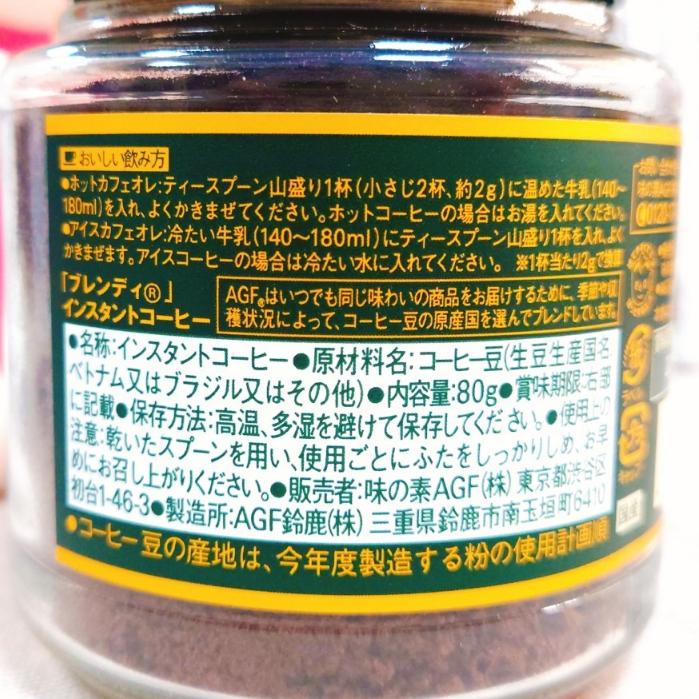 おいしい飲み方
●ホットカフェオレ:ティースプーン山盛り1杯(小さじ2杯、約2g)に温めた牛乳(140〜
180ml)を入れ、よくかきまぜてください。ホットコーヒーの場合はお湯を入れてください。
●アイスカフェオレ:冷たい牛乳(140〜180ml)にティースプーン山盛り1杯を入れ、よく
かきまぜます。アイスコーヒーの場合は冷たい水に入れてください。 ※1杯当たり2gで換算
「ブレンディ®」
インスタントコーヒー
AGF®はいつでも同じ味わいの商品をお届けするために、季節や収
穫状況によって、コーヒー豆の原産国を選んでブレンドしています。
●名称:インスタントコーヒー●原材料名:コーヒー豆(生豆生産国名:
ベトナム又はブラジル又はその他)●内容量:80g●賞味期限:右部
に記載●保存方法:高温、多湿を避けて保存してください。●使用上の
注意:乾いたスプーンを用い、使用ごとにふたをしっかりしめ、お早
めにお召し上がりください。●販売者:味の素AGF(株) 東京都渋谷区
初台1-46-3●製造所:AGF鈴鹿(株) 三重県鈴鹿市南玉垣町6410
●コーヒー豆の産地は、今年度製造する粉の使用計画順
0120
国産